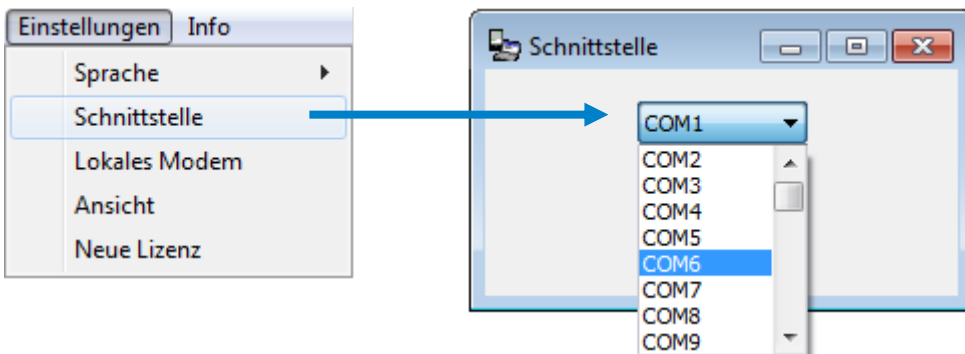 Einstellungen Info
Sprache
Schnittstelle
Lokales Modem
Ansicht
Neue Lizenz
Schnittstelle
COM1
COM2
COM3
COM4
COM5
COM6
COM7
COM8
COM9